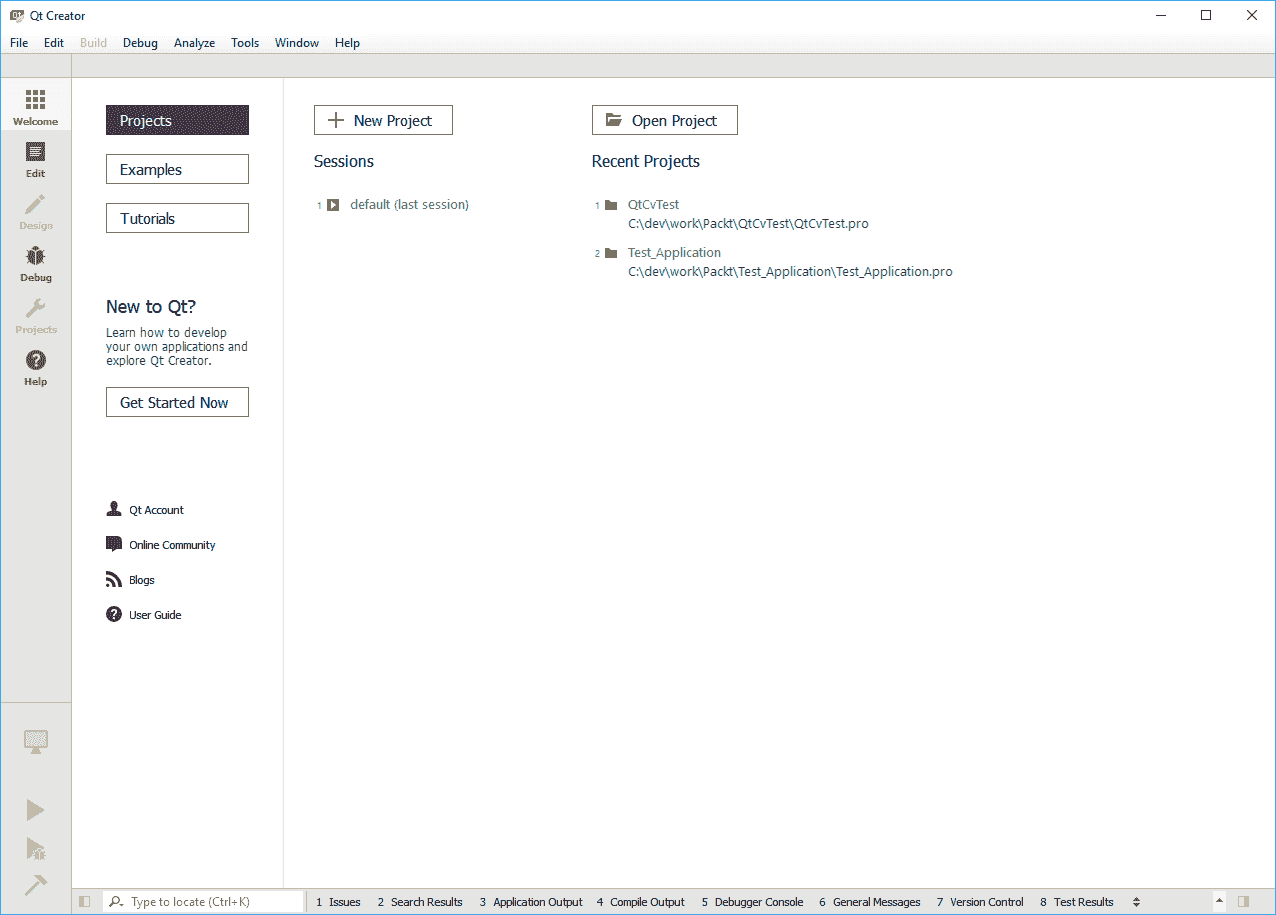 Qt Creator
File Edit Build Debug Analyze Tools Window Help
Welcome
Edit
Design
Debug
Projects
Help
Projects
Examples
Tutorials
New to Qt?
Learn how to develop
your own applications and
explore Qt Creator.
Get Started Now
Qt Account
Online Community
Blogs
User Guide
New Project
Sessions
1 default (last session)
Open Project
Recent Projects
1 QtCvTest
C:\dev\work\Packt\QtCvTest\QtCvTest.pro
2 Test_Application
C:\dev\work\Packt\Test_Application\Test_Application.pro
Type to locate (Ctrl+K) 1 Issues 2 Search Results 3 Application Output 4 Compile Output 5 Debugger Console 6 General Messages 7 Version Control 8 Test Results